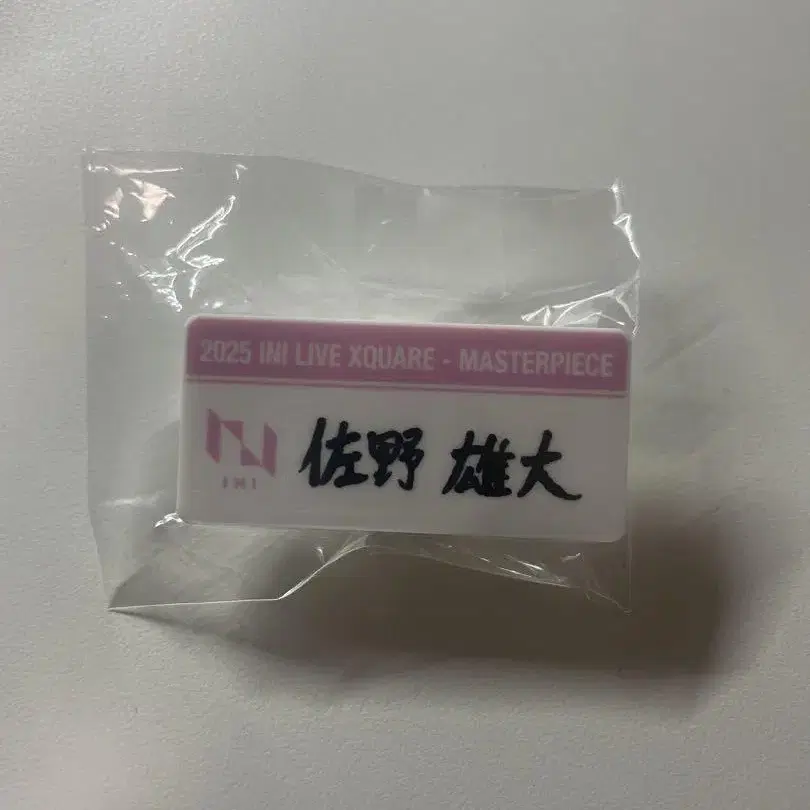 2025 INI LIVE XQUARE - MASTERPIECE
INI
佐野 雄大